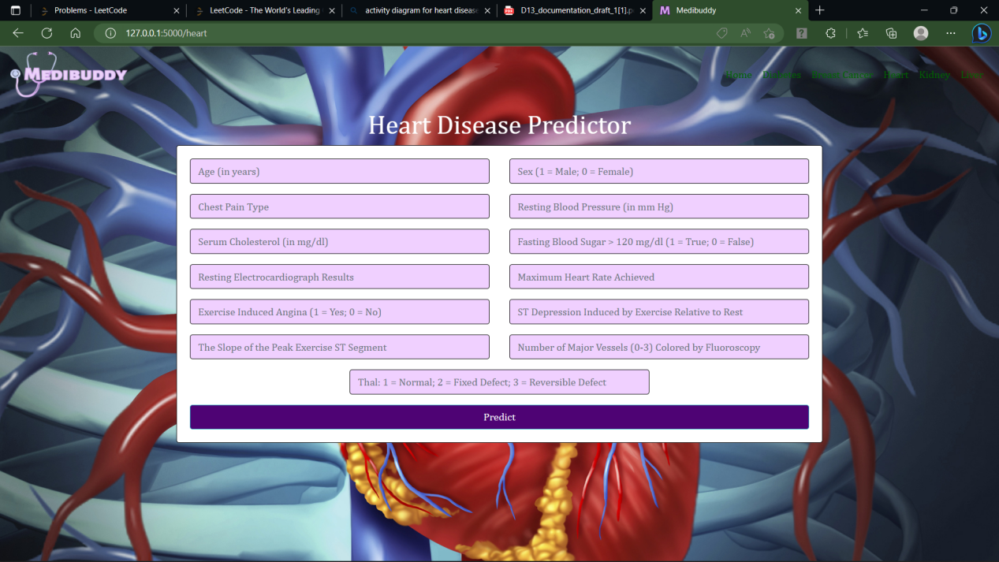 Problems - LeetCode
LeetCode - The World's Leading
activity diagram for heart disease
D13_documentation_draft_1[1].p
Medibuddy
127.0.0.1:5000/heart
MEDIBUDDY
Home Diabetes Breast Cancer Heart Kidney Liver
Heart Disease Predictor
Age (in years)
Sex (1 = Male; 0 = Female)
Chest Pain Type
Resting Blood Pressure (in mm Hg)
Serum Cholesterol (in mg/dl)
Fasting Blood Sugar > 120 mg/dl (1 = True; 0 = False)
Resting Electrocardiograph Results
Maximum Heart Rate Achieved
Exercise Induced Angina (1 = Yes; 0 = No)
ST Depression Induced by Exercise Relative to Rest
The Slope of the Peak Exercise ST Segment
Number of Major Vessels (0-3) Colored by Fluoroscopy
Thal: 1 = Normal; 2 = Fixed Defect; 3 = Reversible Defect
Predict